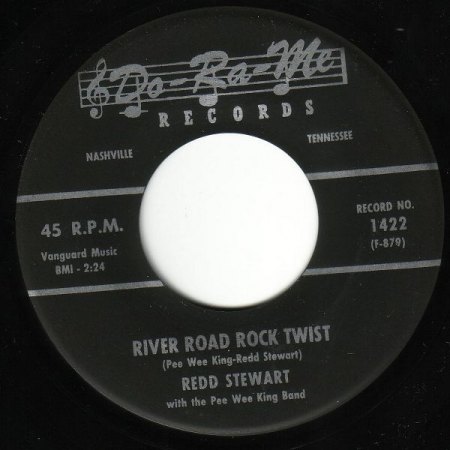 Do-Ra-Me
RECORDS
NASHVILLE
TENNESSEE
45 R.P.M.
Vanguard Music
BMI - 2:24
RECORD NO.
1422
(F-879)
RIVER ROAD ROCK TWIST
(Pee Wee King-Redd Stewart)
REDD STEWART
with the Pee Wee King Band